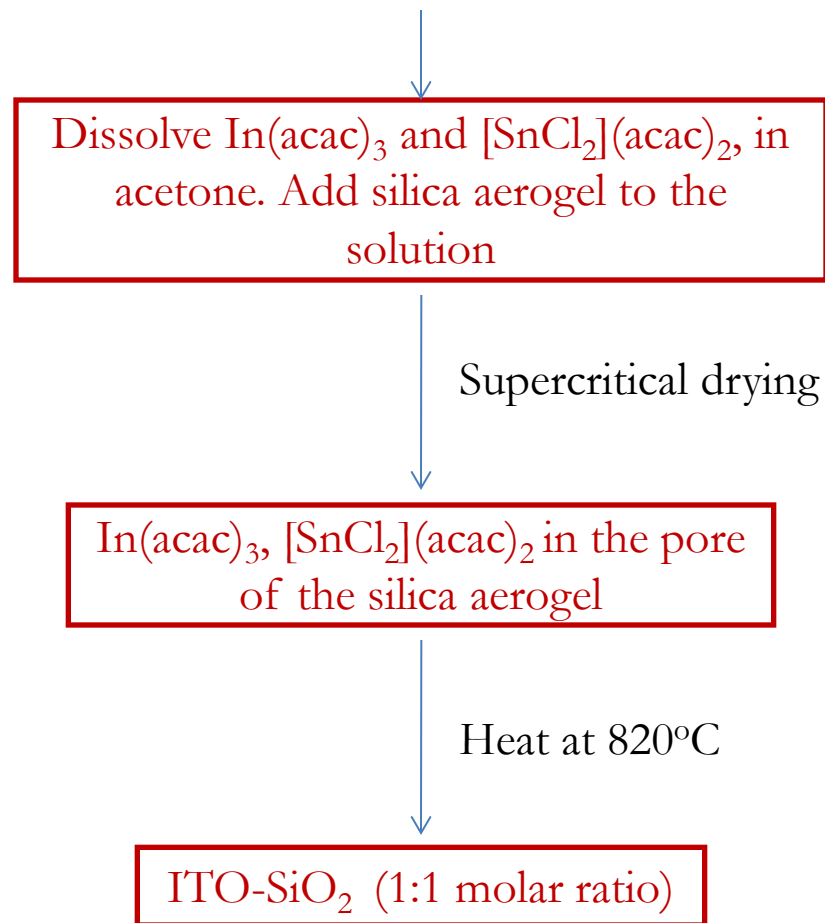 Dissolve In(acac)₃ and [SnCl₂](acac)₂, in
acetone. Add silica aerogel to the
solution
Supercritical drying
In(acac)₃, [SnCl₂](acac)₂ in the pore
of the silica aerogel
Heat at 820ºC
ITO-SiO₂ (1:1 molar ratio)